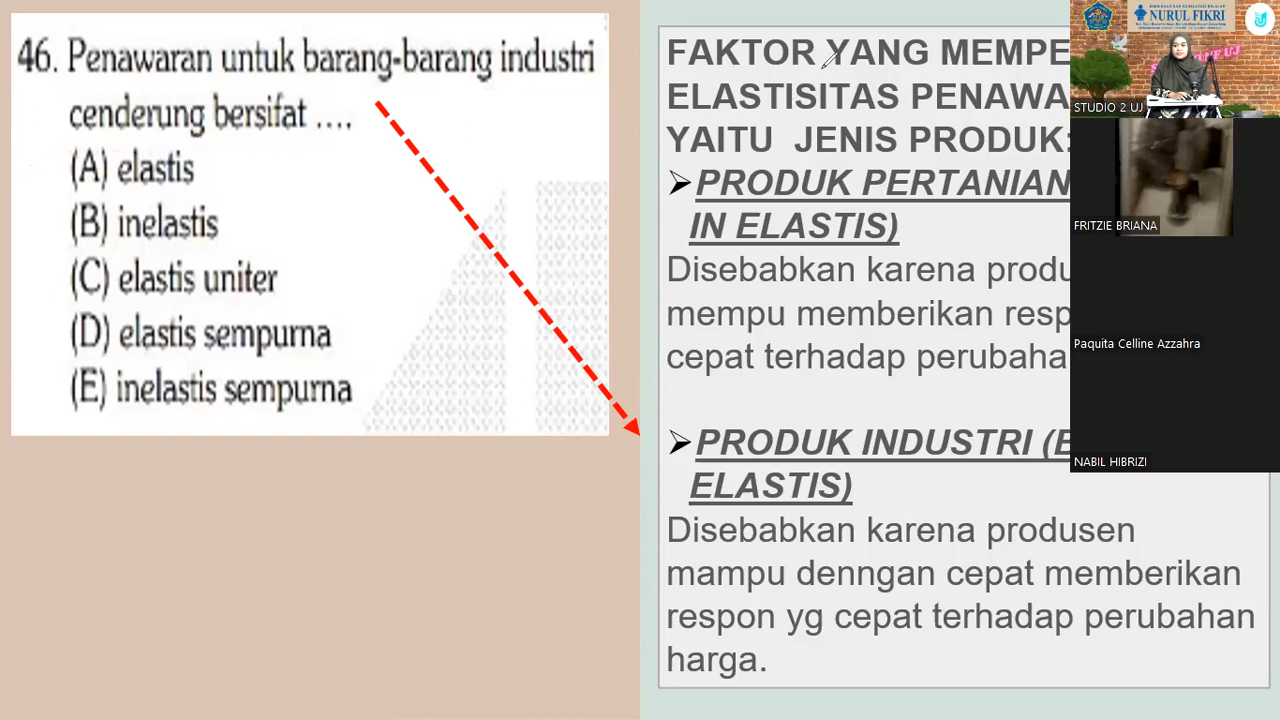 46. Penawaran untuk barang-barang industri
cenderung bersifat ....
(A) elastis
(B) inelastis
(C) elastis uniter
(D) elastis sempurna
(E) inelastis sempurna
FAKTOR YANG MEMPE
ELASTISITAS PENAWA
YAITU JENIS PRODUK:
➢PRODUK PERTANIAN
IN ELASTIS)
Disebabkan karena produ
mempu memberikan resp
cepat terhadap perubaha
➢PRODUK INDUSTRI (B
ELASTIS)
Disebabkan karena produsen
mampu denngan cepat memberikan
respon yg cepat terhadap perubahan
harga.
NURUL FIKRI
STUDIO 2 UJ
FRITZIE BRIANA
Paquita Celline Azzahra
NABIL HIBRIZI